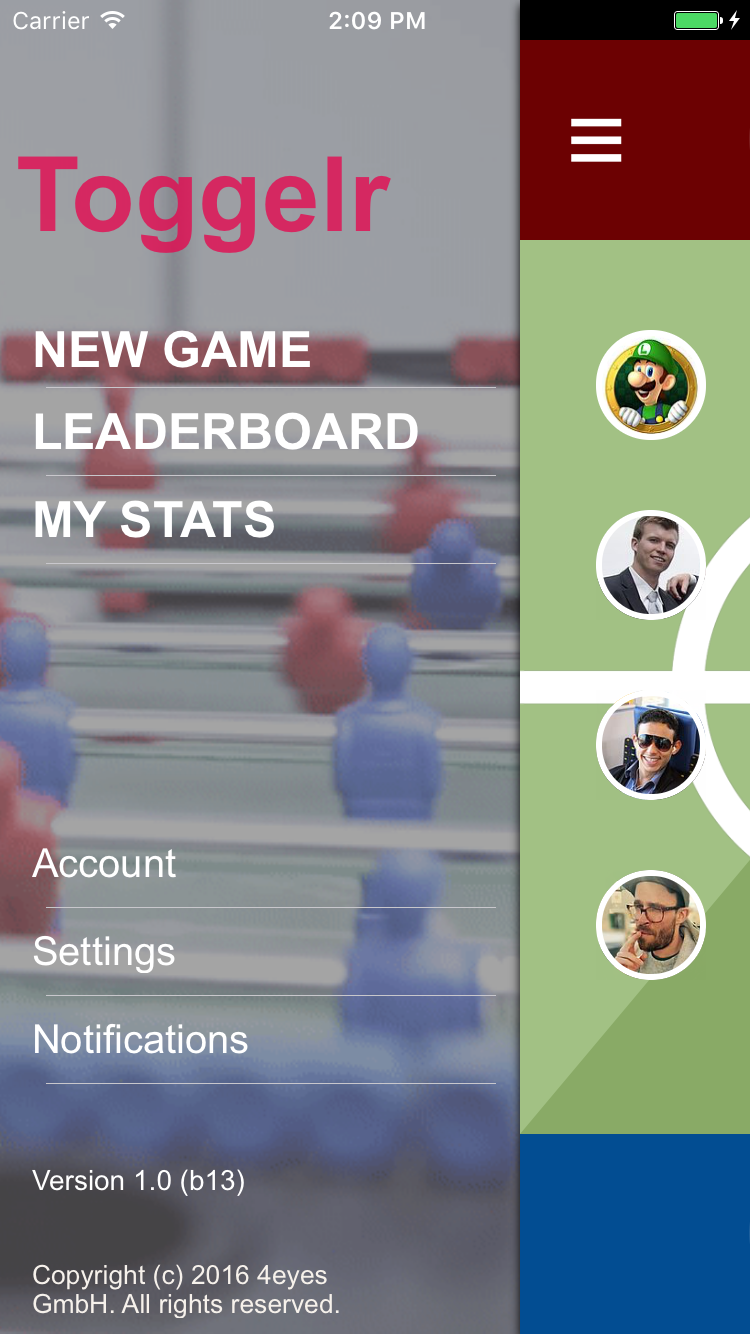 Carrier 2:09 PM
Toggelr
NEW GAME
LEADERBOARD
MY STATS
Account
Settings
Notifications
Version 1.0 (b13)
Copyright (c) 2016 4eyes
GmbH. All rights reserved.